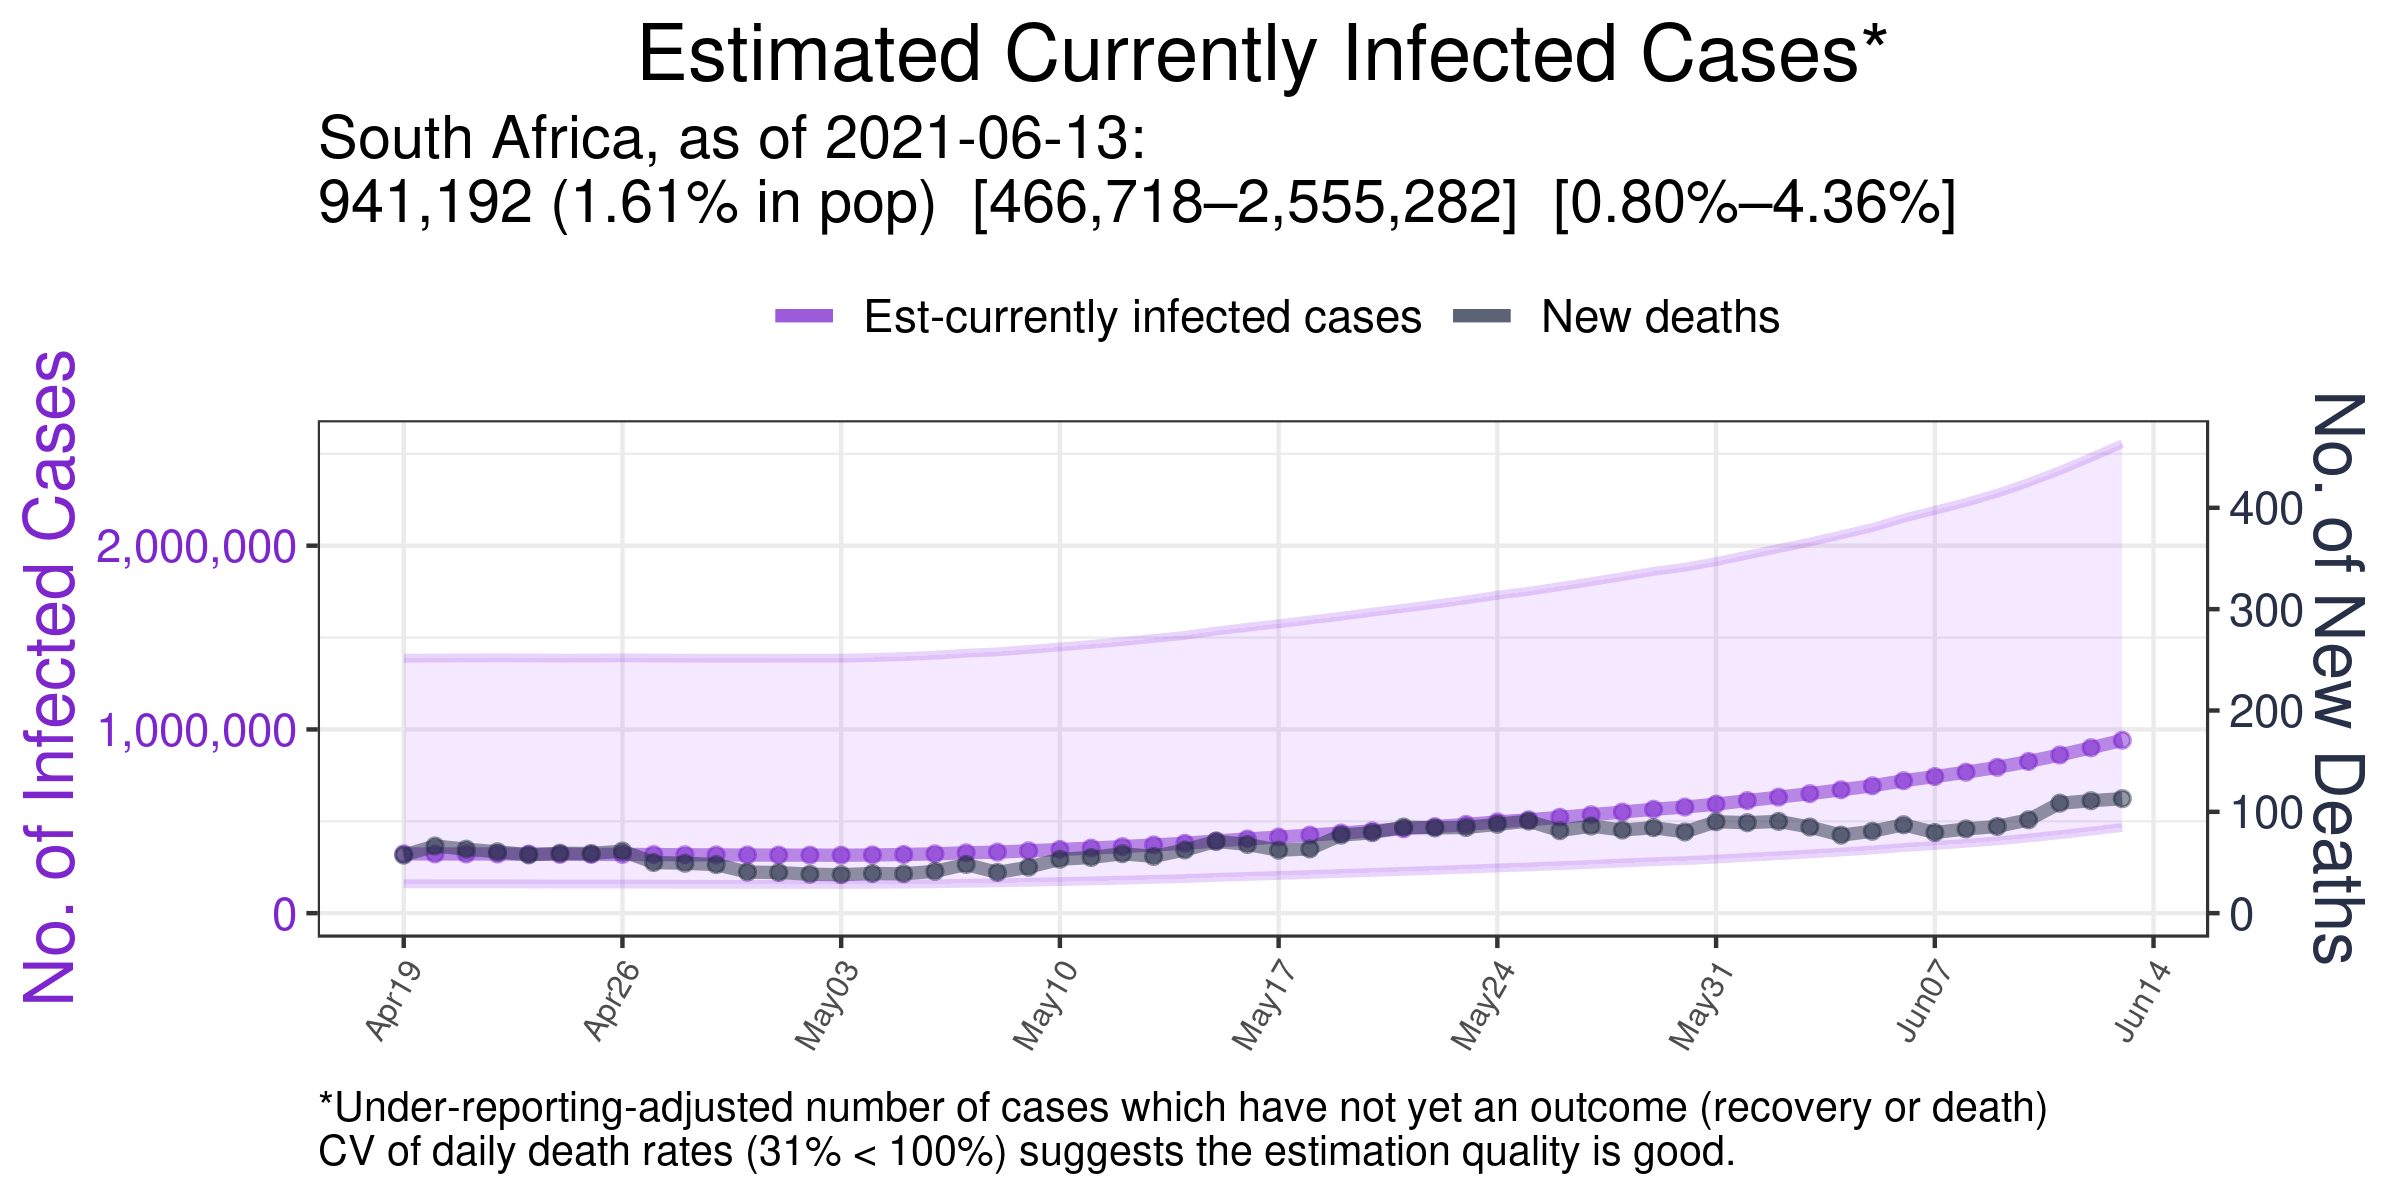 Estimated Currently Infected Cases*
South Africa, as of 2021-06-13:
941,192 (1.61% in pop)  [466,718–2,555,282]  [0.80%–4.36%]
Est-currently infected cases
New deaths
No. of Infected Cases
2,000,000
1,000,000
0
No. of New Deaths
400
300
200
100
0
Apr19
Apr26
May03
May10
May17
May24
May31
Jun07
Jun14
*Under-reporting-adjusted number of cases which have not yet an outcome (recovery or death)
CV of daily death rates (31% < 100%) suggests the estimation quality is good.